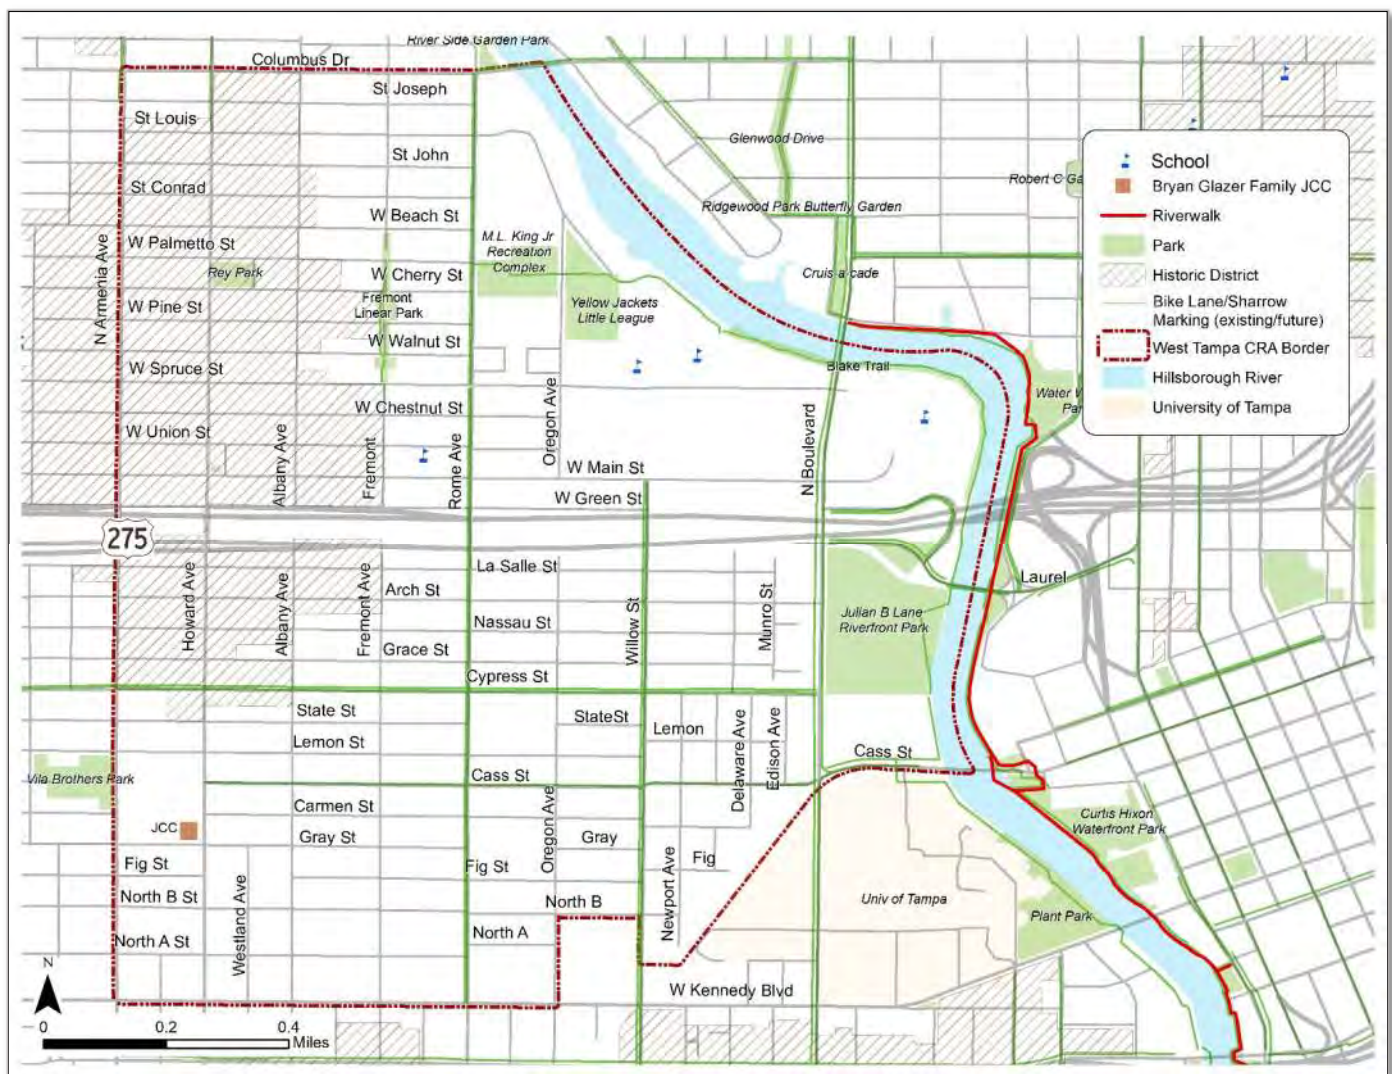 River Side Garden Park
Columbus Dr
St Joseph
St Louis
Glenwood Drive
St John
School
Robert C Ga
St Conrad
Bryan Glazer Family JCC
Ridgewood Park Butterfly Garden
W Beach St
Riverwalk
M.L. King Jr
Recreation
Complex
W Palmetto St
Park
Rey Park
W Cherry St
Cruis-a-cade
Historic District
N Armenia Ave
Fremont
Linear Park
Yellow Jackets
Little League
W Pine St
Bike Lane/Sharrow
Marking (existing/future)
W Walnut St
West Tampa CRA Border
W Spruce St
Blake Trail
Hillsborough River
Water W
Par
W Chestnut St
University of Tampa
W Union St
Albany Ave
Fremont
Rome Ave
Oregon Ave
N Boulevard
W Main St
W Green St
275
La Salle St
Laurel
Howard Ave
Albany Ave
Fremont Ave
Arch St
Willow St
Munro St
Julian B Lane
Riverfront Park
Nassau St
Grace St
Cypress St
State St
StateSt
Lemon
Delaware Ave
Edison Ave
Lemon St
Cass St
Vila Brothers Park
Cass St
Carmen St
Oregon Ave
Curtis Hixon
Waterfront Park
JCC
Gray St
Gray
Fig St
Fig St
Newport Ave
Fig
North B St
Westland Ave
North B
Univ of Tampa
Plant Park
North A St
North A
N
W Kennedy Blvd
0
0.2
0.4
Miles